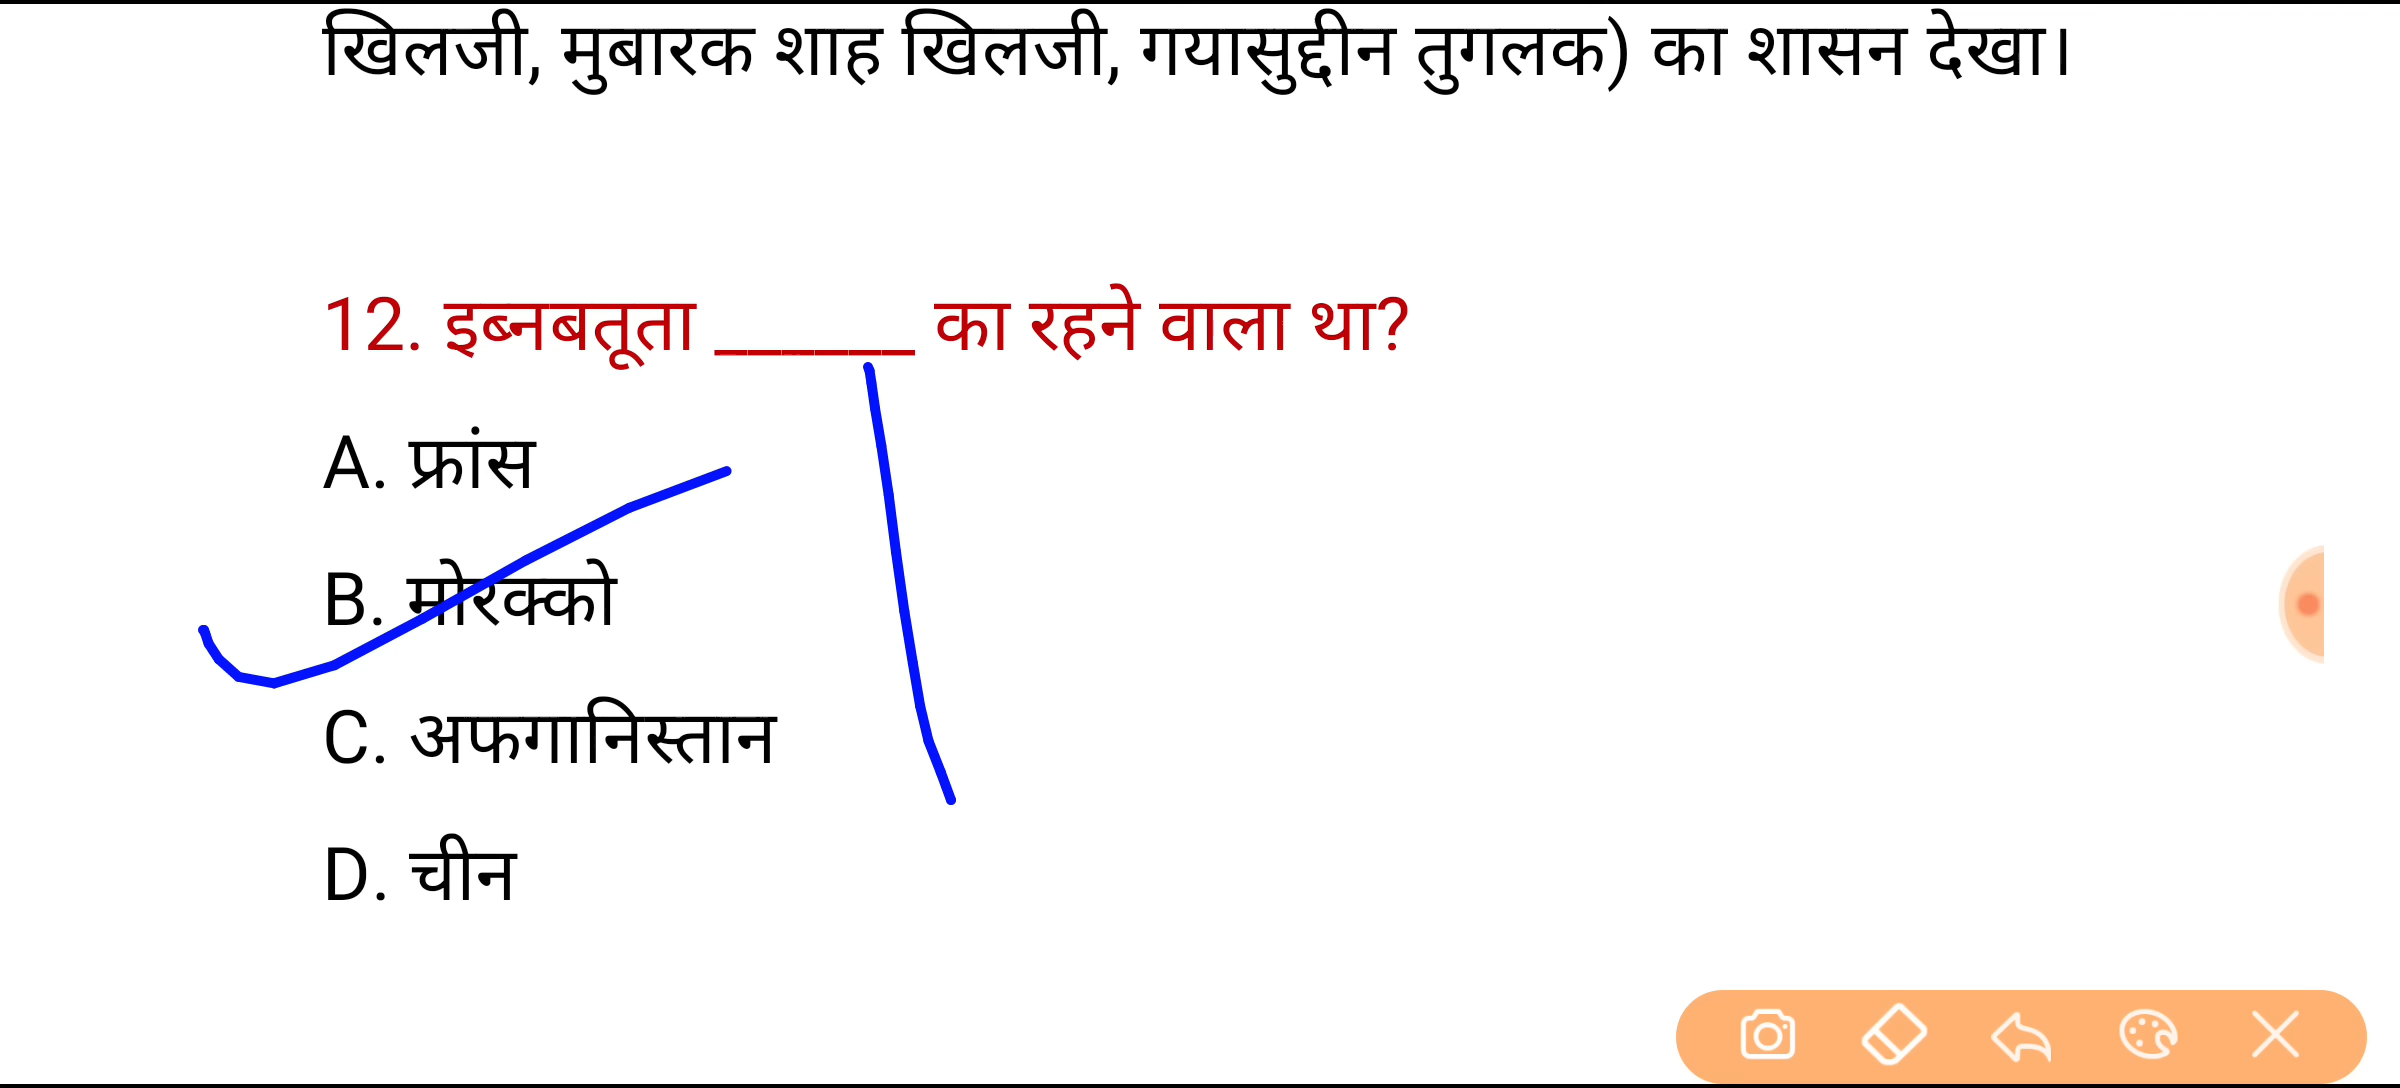 खिलजी, मुबारक शाह खिलजी, गयासुद्दीन तुगलक) का शासन देखा।
12. इब्नबतूता ______ का रहने वाला था?
A. फ्रांस
B. मोरक्को
C. अफगानिस्तान
D. चीन